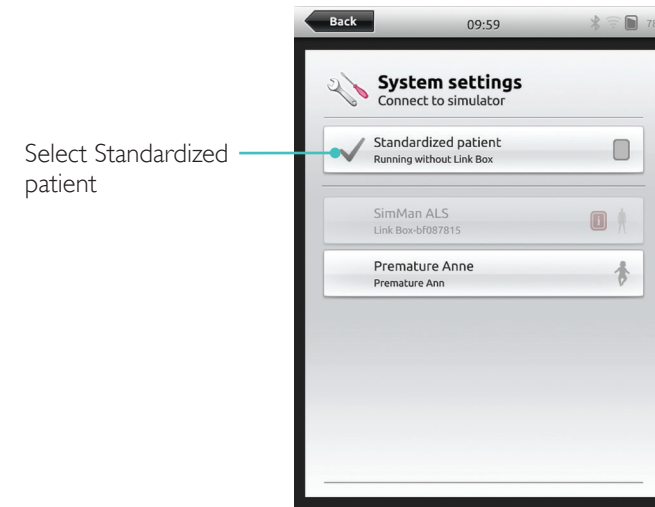 Back
09:59
78
System settings
Connect to simulator
Select Standardized
patient
Standardized patient
Running without Link Box
SimMan ALS
Link Box-bf087815
Premature Anne
Premature Ann